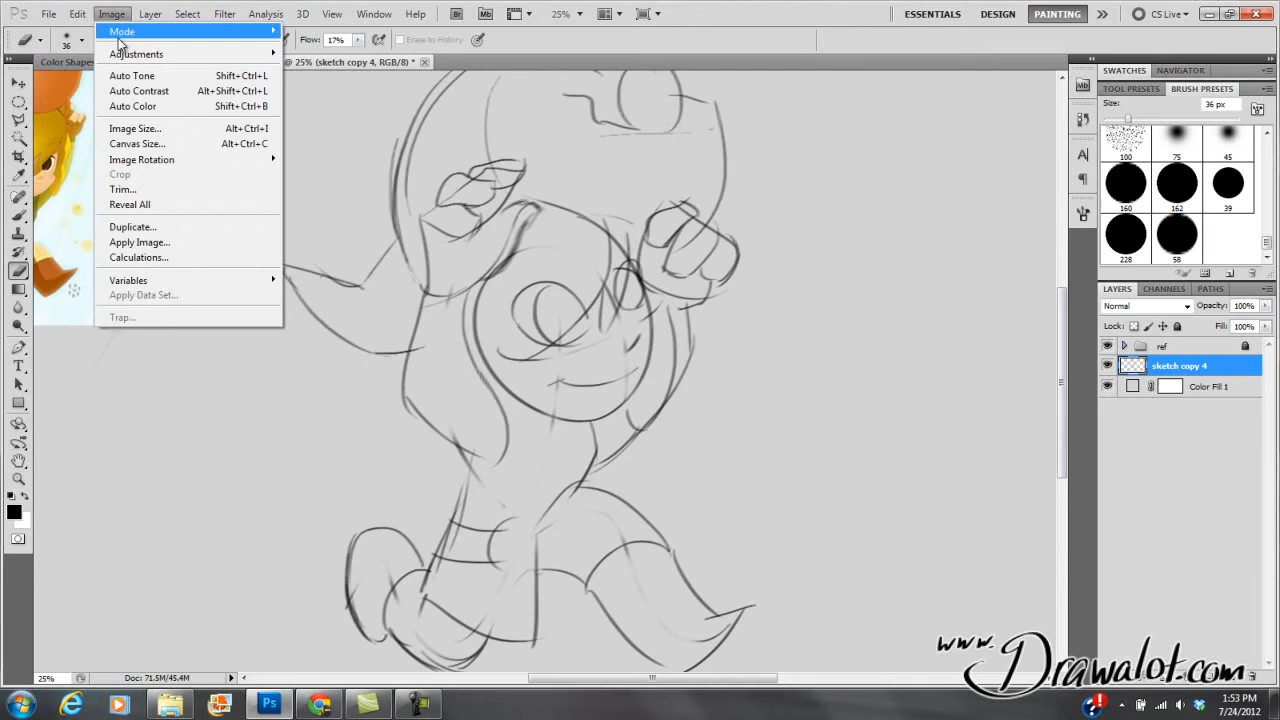 Ps File Edit Image Layer Select Filter Analysis 3D View Window Help Br Mb 25% ESSENTIALS DESIGN PAINTING CS Live
36 Flow: 17% Erase to History
Color Shapes @ 25% (sketch copy 4, RGB/8) *
Mode
Adjustments
Auto Tone Shift+Ctrl+L
Auto Contrast Alt+Shift+Ctrl+L
Auto Color Shift+Ctrl+B
Image Size... Alt+Ctrl+I
Canvas Size... Alt+Ctrl+C
Image Rotation
Crop
Trim...
Reveal All
Duplicate...
Apply Image...
Calculations...
Variables
Apply Data Set...
Trap...
SWATCHES NAVIGATOR
TOOL PRESETS BRUSH PRESETS
Size: 36 px
100 75 45
160 162 39
228 58
LAYERS CHANNELS PATHS
Normal Opacity: 100%
Lock: Fill: 100%
ref
sketch copy 4
Color Fill 1
25% Doc: 71.5M/45.4M
www.Drawalot.com
Ps
1:53 PM
7/24/2012